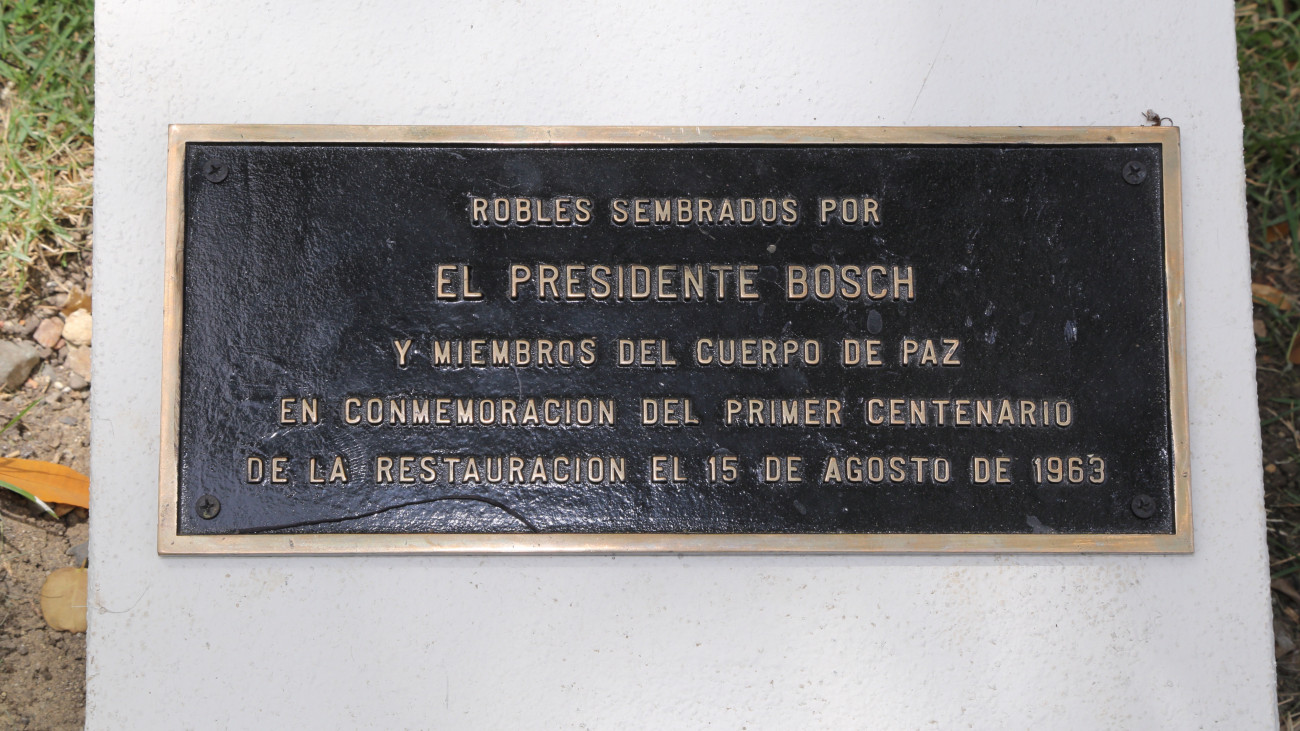 ROBLES SEMBRADOS POR
EL PRESIDENTE BOSCH
Y MIEMBROS DEL CUERPO DE PAZ
EN CONMEMORACION DEL PRIMER CENTENARIO
DE LA RESTAURACION EL 15 DE AGOSTO DE 1963